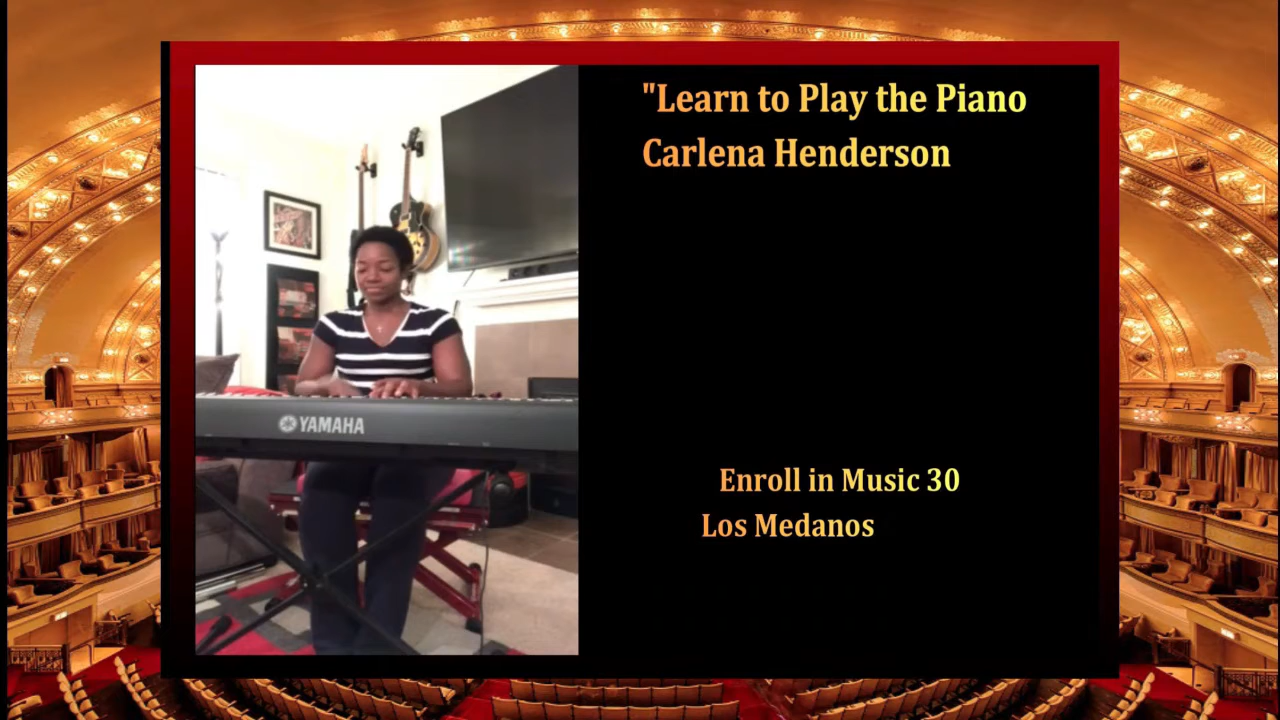 "Learn to Play the Piano
Carlena Henderson
YAMAHA
Enroll in Music 30
Los Medanos